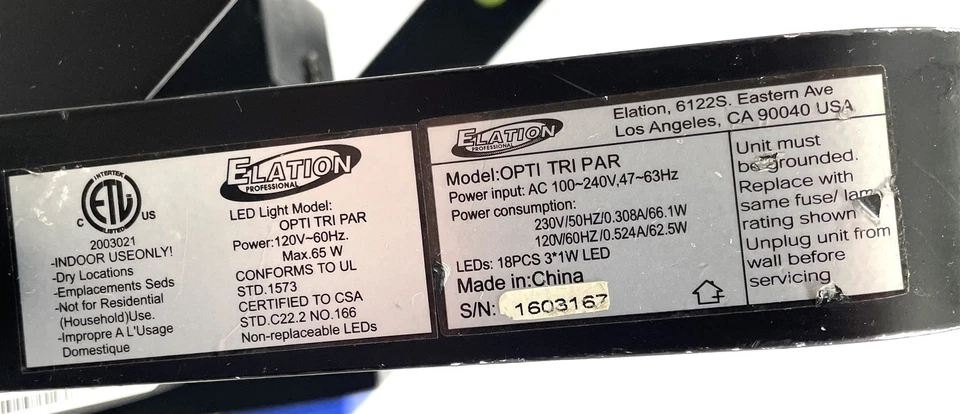 INTERTEK
ETL
C US
LISTED
2003021
-INDOOR USEONLY!
-Dry Locations
-Emplacements Seds
-Not for Residential
(Household)Use.
-Impropre A L'Usage
Domestique
ELATION
PROFESSIONAL
LED Light Model:
OPTI TRI PAR
Power:120V~60Hz.
Max.65 W
CONFORMS TO UL
STD.1573
CERTIFIED TO CSA
STD.C22.2 NO.166
Non-replaceable LEDs
ELATION
PROFESSIONAL
Elation, 6122S. Eastern Ave
Los Angeles, CA 90040 USA
Model:OPTI TRI PAR
Power input: AC 100~240V,47~63Hz
Power consumption:
230V/50HZ/0.308A/66.1W
120V/60HZ/0.524A/62.5W
LEDs: 18PCS 3*1W LED
Made in:China
S/N: 1603167
Unit must
be grounded.
Replace with
same fuse/ lamp
rating shown
Unplug unit from
wall before
servicing